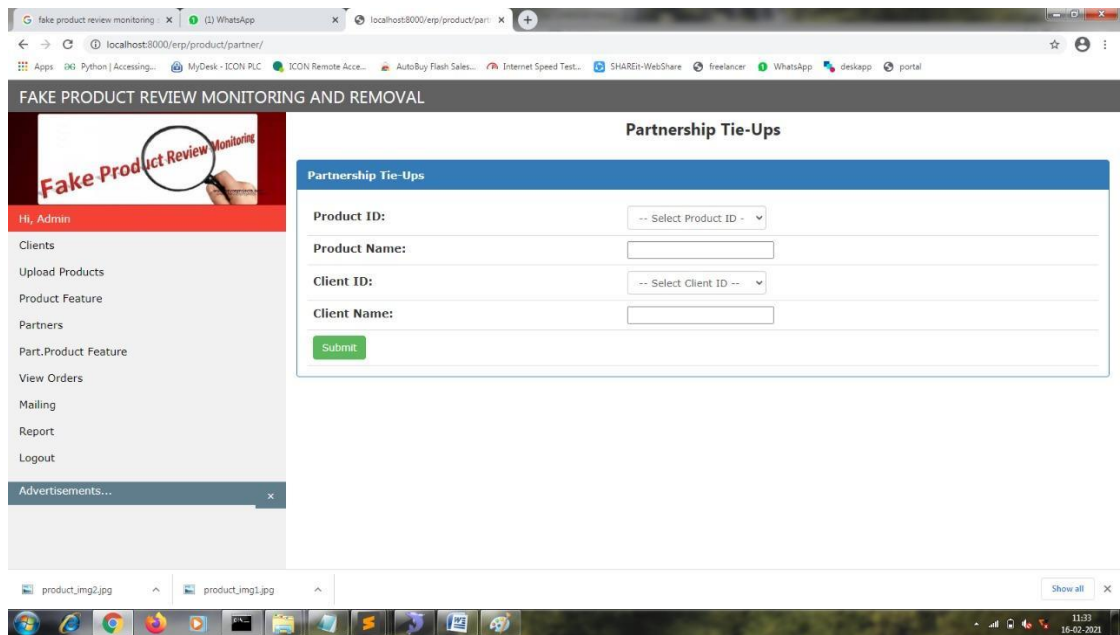 fake product review monitoring
(1) WhatsApp
localhost:8000/erp/product/part
localhost:8000/erp/product/partner/
Apps
Python | Accessing...
MyDesk - ICON PLC
ICON Remote Acce...
AutoBuy Flash Sales...
Internet Speed Test...
SHAREit-WebShare
freelancer
WhatsApp
deskapp
portal
FAKE PRODUCT REVIEW MONITORING AND REMOVAL
Fake Product Review Monitoring
Hi, Admin
Clients
Upload Products
Product Feature
Partners
Part.Product Feature
View Orders
Mailing
Report
Logout
Advertisements...
×
Partnership Tie-Ups
Partnership Tie-Ups
Product ID:
-- Select Product ID -
Product Name:
Client ID:
-- Select Client ID --
Client Name:
Submit
product_img2.jpg
product_img1.jpg
Show all
11:33
16-02-2021